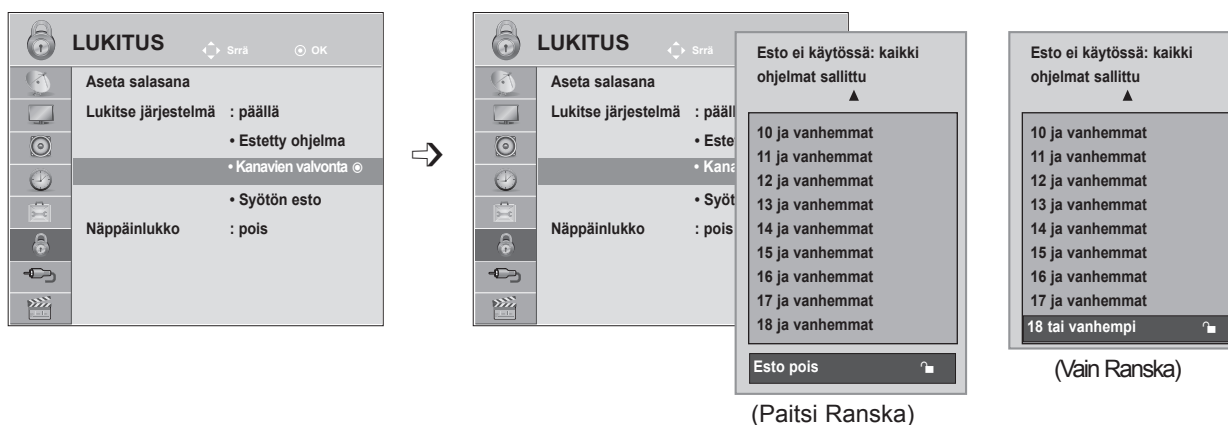 LUKITUS
Srrä
OK
Aseta salasana
Lukitse järjestelmä : päällä
• Estetty ohjelma
• Kanavien valvonta
• Syötön esto
Näppäinlukko : pois
LUKITUS
Srrä
Aseta salasana
Lukitse järjestelmä : pääll
• Este
• Kana
• Syöt
Näppäinlukko : pois
Esto ei käytössä: kaikki
ohjelmat sallittu
10 ja vanhemmat
11 ja vanhemmat
12 ja vanhemmat
13 ja vanhemmat
14 ja vanhemmat
15 ja vanhemmat
16 ja vanhemmat
17 ja vanhemmat
18 ja vanhemmat
Esto pois
(Paitsi Ranska)
Esto ei käytössä: kaikki
ohjelmat sallittu
10 ja vanhemmat
11 ja vanhemmat
12 ja vanhemmat
13 ja vanhemmat
14 ja vanhemmat
15 ja vanhemmat
16 ja vanhemmat
17 ja vanhemmat
18 tai vanhempi
(Vain Ranska)